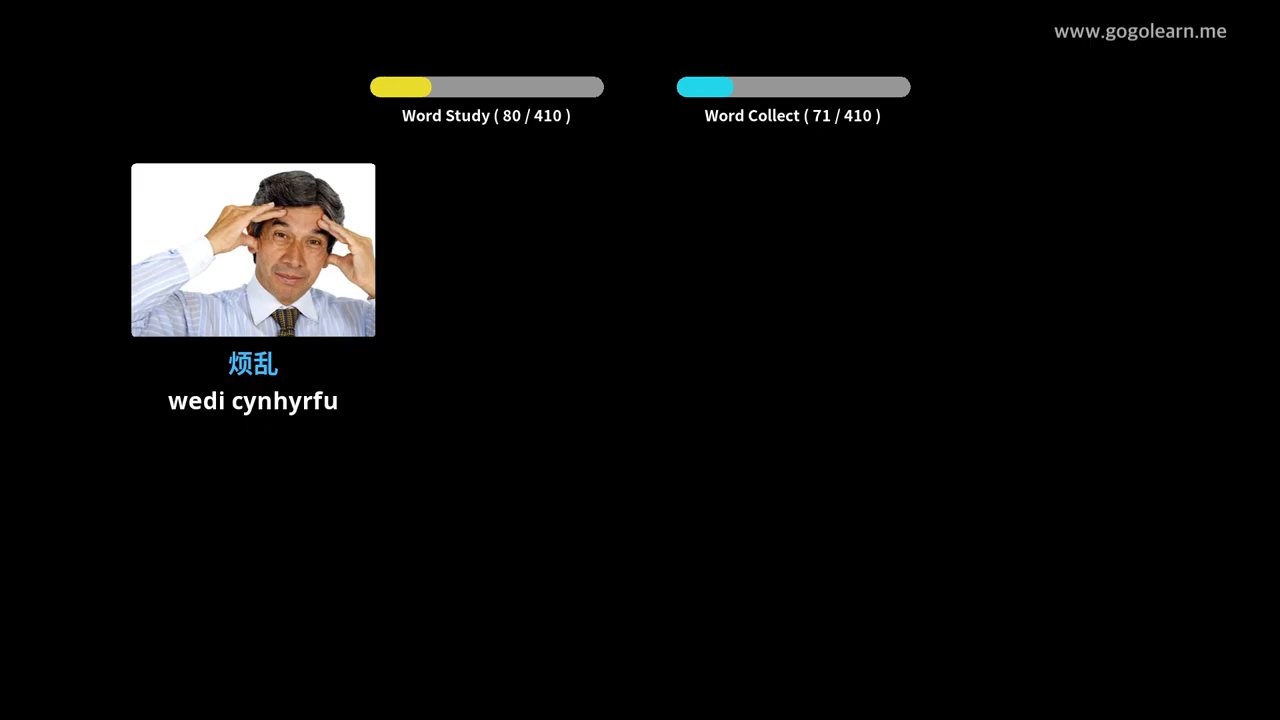 www.gogolearn.me
Word Study ( 80 / 410 )
Word Collect ( 71 / 410 )
烦乱
wedi cynhyrfu